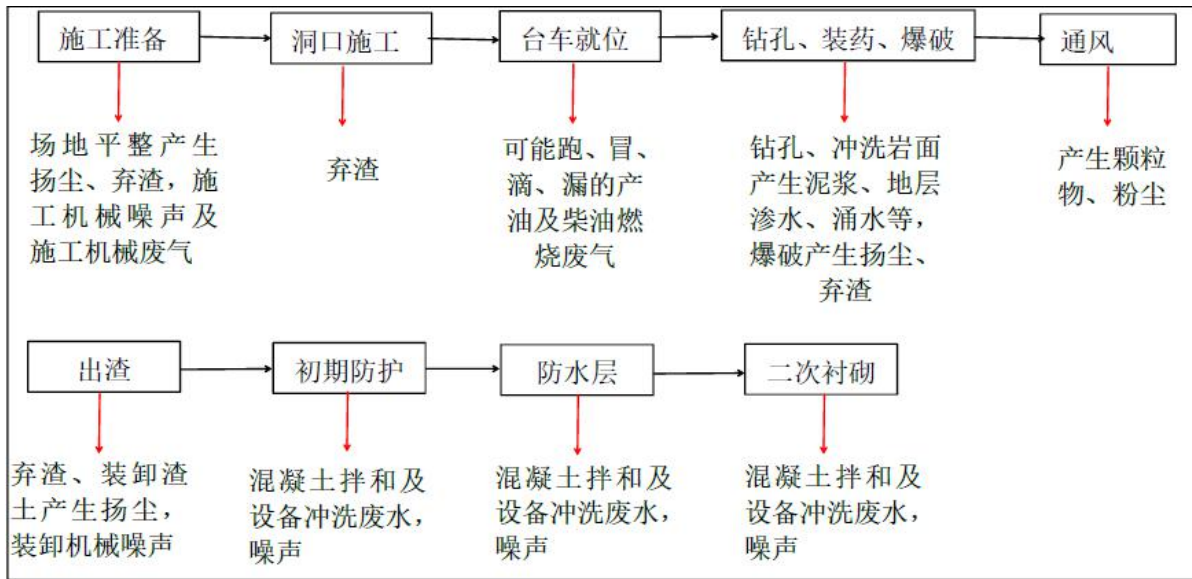 施工准备
洞口施工
台车就位
钻孔、装药、爆破
通风
场地平整产生
扬尘、弃渣，施
工机械噪声及
施工机械废气
弃渣
可能跑、冒、
滴、漏的产
油及柴油燃
烧废气
钻孔、冲洗岩面
产生泥浆、地层
渗水、涌水等，
爆破产生扬尘、
弃渣
产生颗粒
物、粉尘
出渣
初期防护
防水层
二次衬砌
弃渣、装卸渣
土产生扬尘，
装卸机械噪声
混凝土拌和及
设备冲洗废水，
噪声
混凝土拌和及
设备冲洗废水，
噪声
混凝土拌和及
设备冲洗废水，
噪声